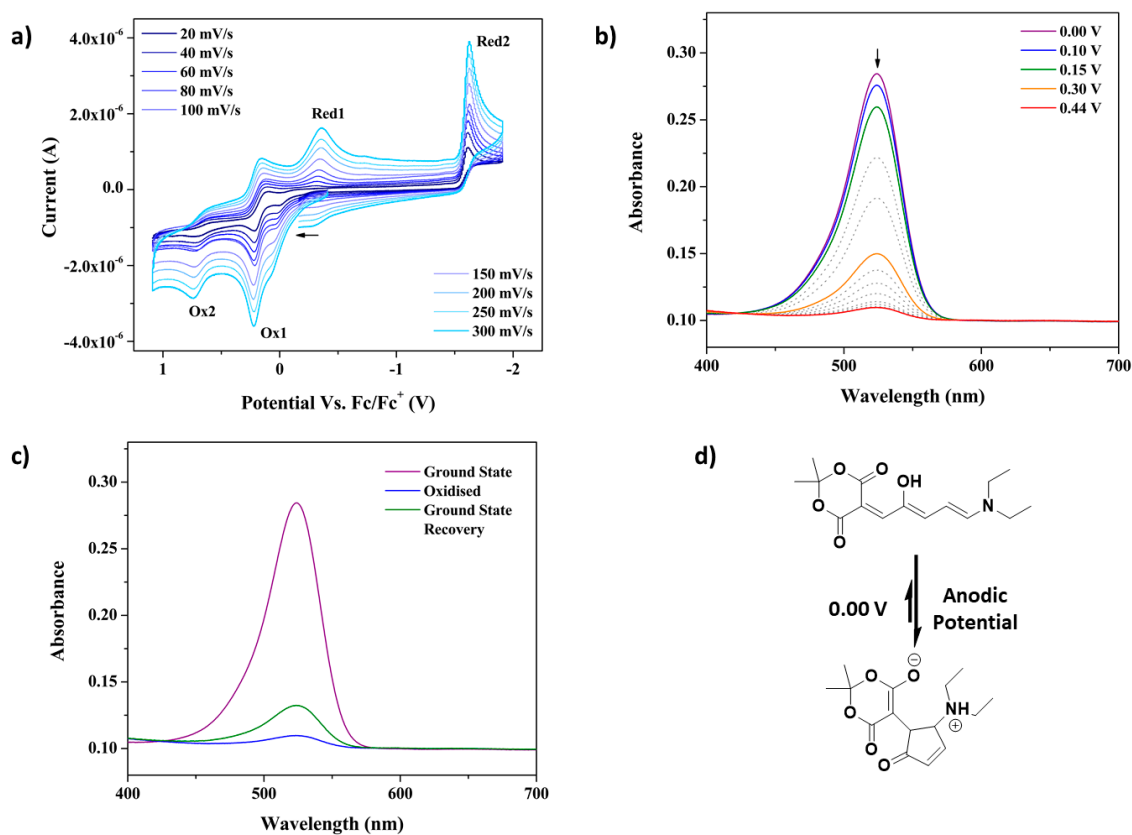 a)
20 mV/s
40 mV/s
60 mV/s
80 mV/s
100 mV/s
Red1
Red2
Ox2
Ox1
150 mV/s
200 mV/s
250 mV/s
300 mV/s
4.0x10⁻⁶
2.0x10⁻⁶
0.0
-2.0x10⁻⁶
-4.0x10⁻⁶
Current (A)
1 0 -1 -2
Potential Vs. Fc/Fc⁺ (V)
b)
0.00 V
0.10 V
0.15 V
0.30 V
0.44 V
0.30
0.25
0.20
0.15
0.10
Absorbance
400 500 600 700
Wavelength (nm)
c)
Ground State
Oxidised
Ground State
Recovery
0.30
0.25
0.20
0.15
0.10
Absorbance
400 500 600 700
Wavelength (nm)
d)
O O OH
O N
O
0.00 V
Anodic
Potential
O O ⊖
O NH
⊕
O O